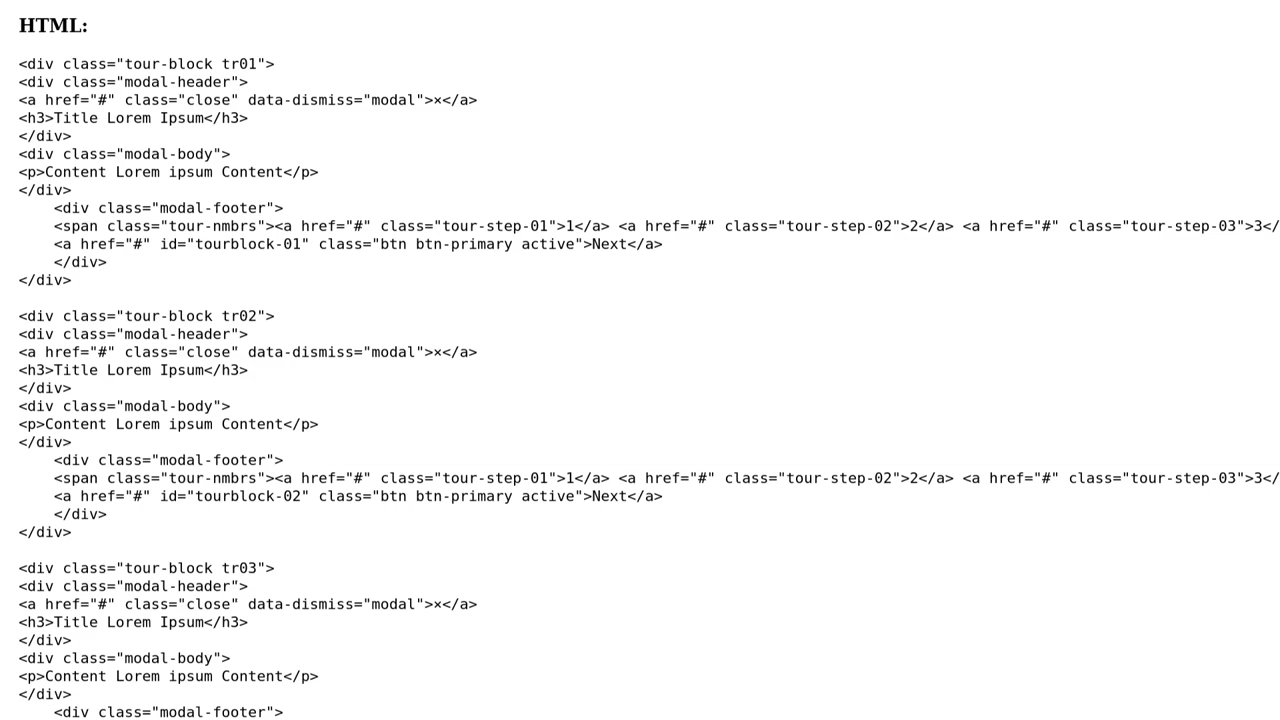 HTML:
<div class="tour-block tr01">
<div class="modal-header">
<a href="#" class="close" data-dismiss="modal">×</a>
<h3>Title Lorem Ipsum</h3>
</div>
<div class="modal-body">
<p>Content Lorem ipsum Content</p>
</div>
    <div class="modal-footer">
    <span class="tour-nmbrs"><a href="#" class="tour-step-01">1</a> <a href="#" class="tour-step-02">2</a> <a href="#" class="tour-step-03">3</
    <a href="#" id="tourblock-01" class="btn btn-primary active">Next</a>
    </div>
</div>

<div class="tour-block tr02">
<div class="modal-header">
<a href="#" class="close" data-dismiss="modal">×</a>
<h3>Title Lorem Ipsum</h3>
</div>
<div class="modal-body">
<p>Content Lorem ipsum Content</p>
</div>
    <div class="modal-footer">
    <span class="tour-nmbrs"><a href="#" class="tour-step-01">1</a> <a href="#" class="tour-step-02">2</a> <a href="#" class="tour-step-03">3</
    <a href="#" id="tourblock-02" class="btn btn-primary active">Next</a>
    </div>
</div>

<div class="tour-block tr03">
<div class="modal-header">
<a href="#" class="close" data-dismiss="modal">×</a>
<h3>Title Lorem Ipsum</h3>
</div>
<div class="modal-body">
<p>Content Lorem ipsum Content</p>
</div>
    <div class="modal-footer">